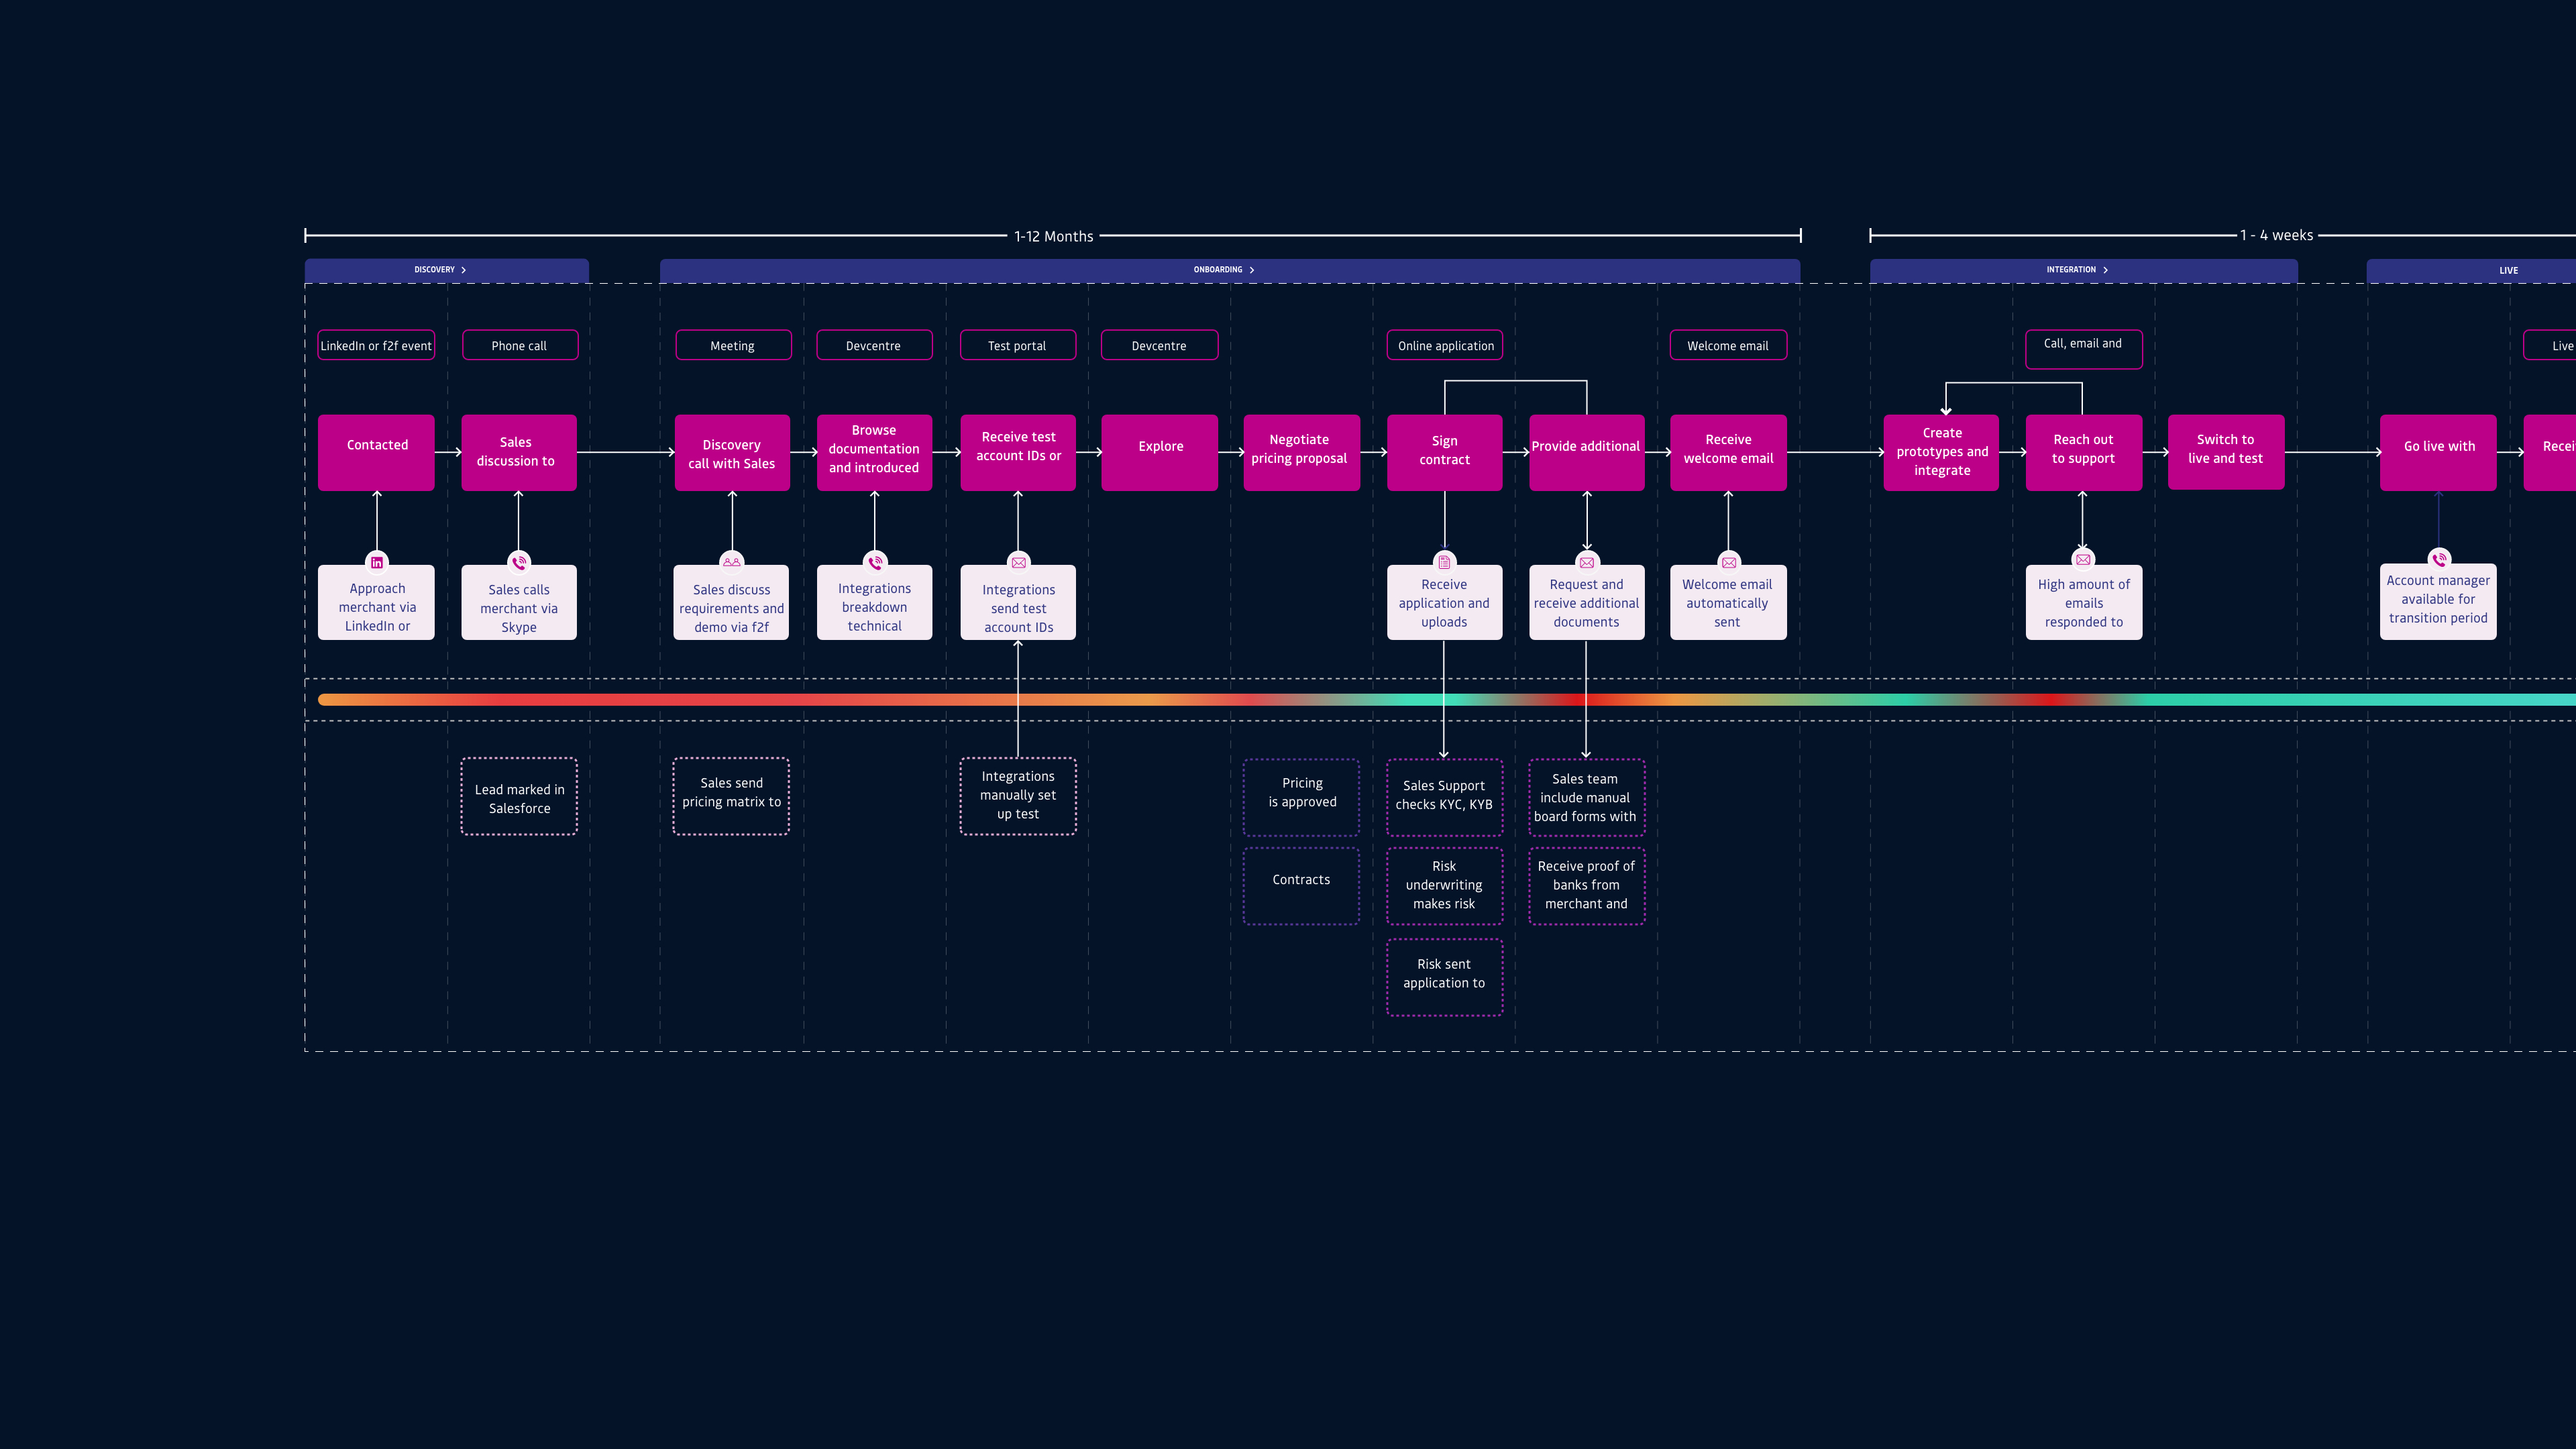 1-12 Months
1 - 4 weeks
DISCOVERY
ONBOARDING
INTEGRATION
LIVE
LinkedIn or f2f event
Phone call
Meeting
Devcentre
Test portal
Devcentre
Online application
Welcome email
Call, email and
Live
Contacted
Sales
discussion to
Discovery
call with Sales
Browse
documentation
and introduced
Receive test
account IDs or
Explore
Negotiate
pricing proposal
Sign
contract
Provide additional
Receive
welcome email
Create
prototypes and
integrate
Reach out
to support
Switch to
live and test
Go live with
Approach
merchant via
LinkedIn or
Sales calls
merchant via
Skype
Sales discuss
requirements and
demo via f2f
Integrations
breakdown
technical
Integrations
send test
account IDs
Receive
application and
uploads
Request and
receive additional
documents
Welcome email
automatically
sent
High amount of
emails
responded to
Account manager
available for
transition period
Lead marked in
Salesforce
Sales send
pricing matrix to
Integrations
manually set
up test
Pricing
is approved
Sales Support
checks KYC, KYB
Sales team
include manual
board forms with
Contracts
Risk
underwriting
makes risk
Receive proof of
banks from
merchant and
Risk sent
application to